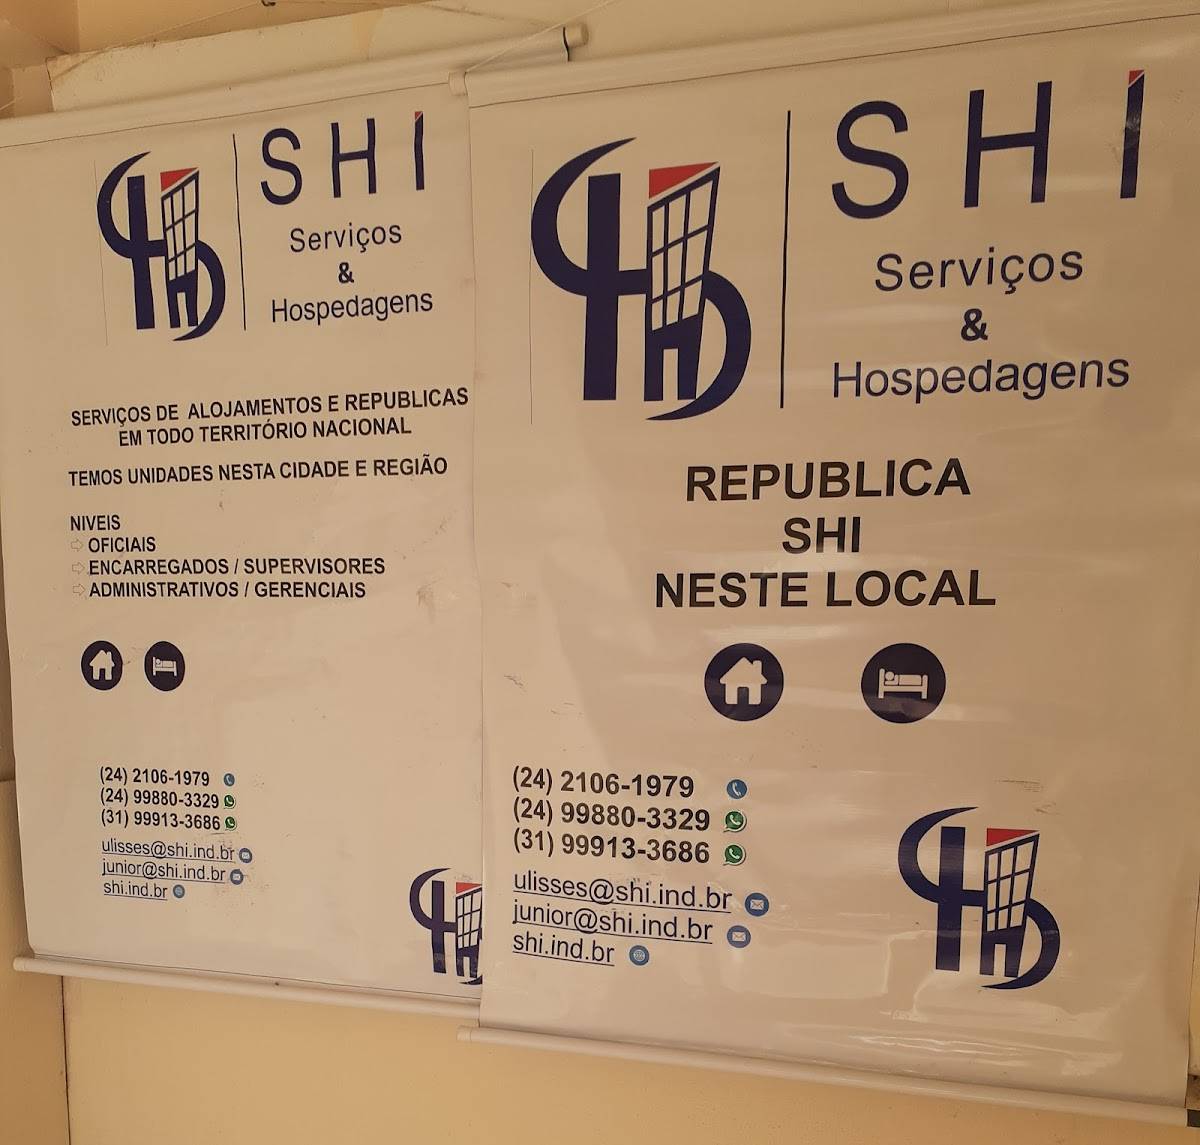 SHI
Serviços
&
Hospedagens
SERVIÇOS DE ALOJAMENTOS E REPUBLICAS
EM TODO TERRITÓRIO NACIONAL
TEMOS UNIDADES NESTA CIDADE E REGIÃO
NIVEIS
OFICIAIS
ENCARREGADOS / SUPERVISORES
ADMINISTRATIVOS / GERENCIAIS
(24) 2106-1979
(24) 99880-3329
(31) 99913-3686
ulisses@shi.ind.br
junior@shi.ind.br
shi.ind.br
SHI
Serviços
&
Hospedagens
REPUBLICA
SHI
NESTE LOCAL
(24) 2106-1979
(24) 99880-3329
(31) 99913-3686
ulisses@shi.ind.br
junior@shi.ind.br
shi.ind.br